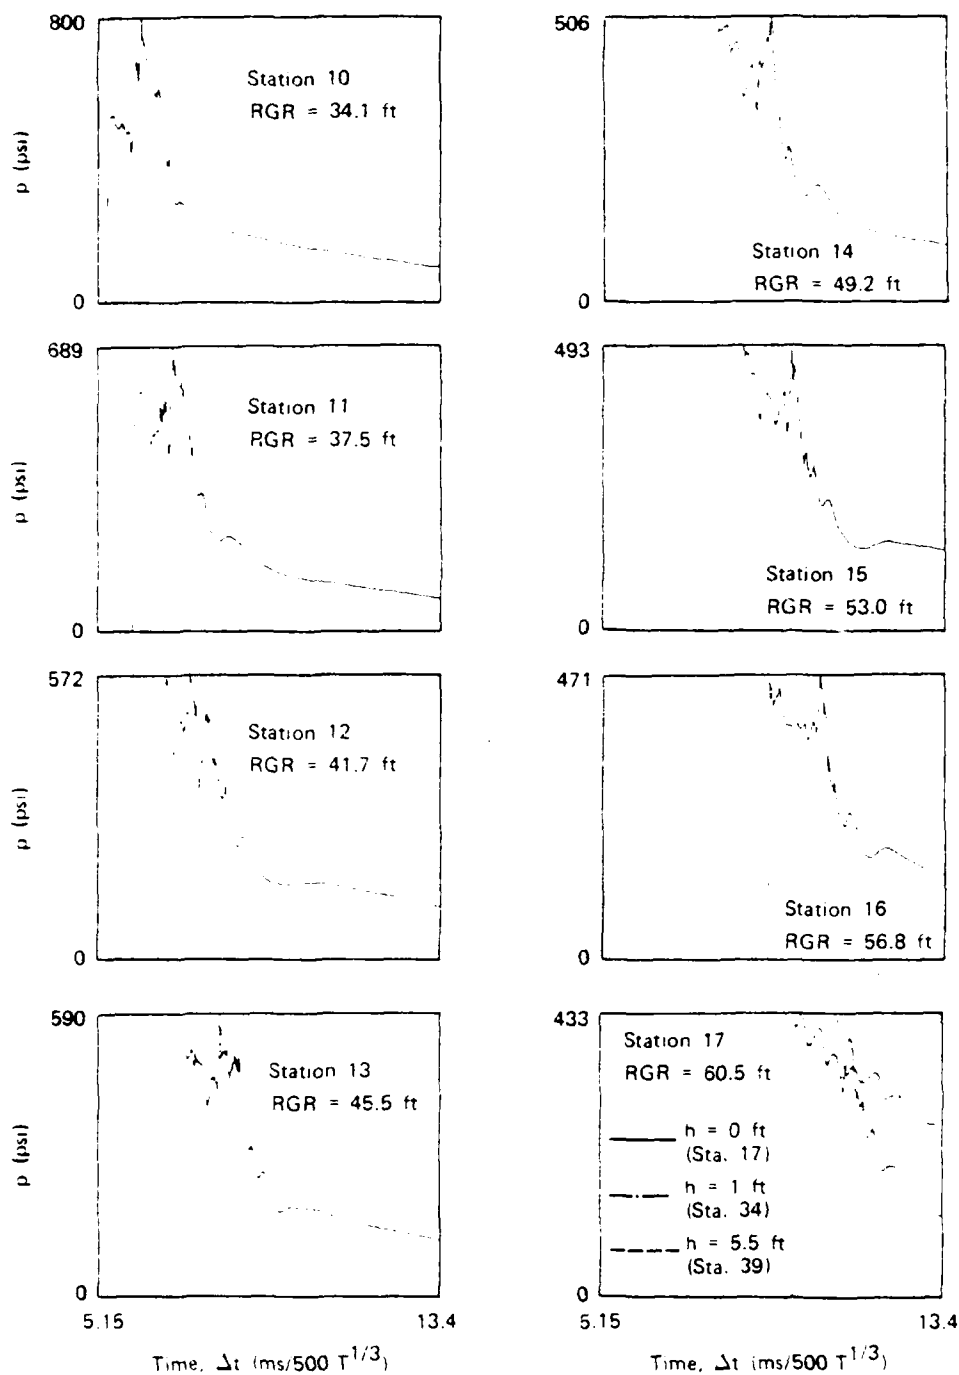 800
p (psi)
0
Station 10
RGR = 34.1 ft
689
p (psi)
0
Station 11
RGR = 37.5 ft
572
p (psi)
0
Station 12
RGR = 41.7 ft
590
p (psi)
0
Station 13
RGR = 45.5 ft
5.15
13.4
Time, Δt (ms/500 T^1/3)
506
0
Station 14
RGR = 49.2 ft
493
0
Station 15
RGR = 53.0 ft
471
0
Station 16
RGR = 56.8 ft
433
0
Station 17
RGR = 60.5 ft
h = 0 ft
(Sta. 17)
h = 1 ft
(Sta. 34)
h = 5.5 ft
(Sta. 39)
5.15
13.4
Time, Δt (ms/500 T^1/3)